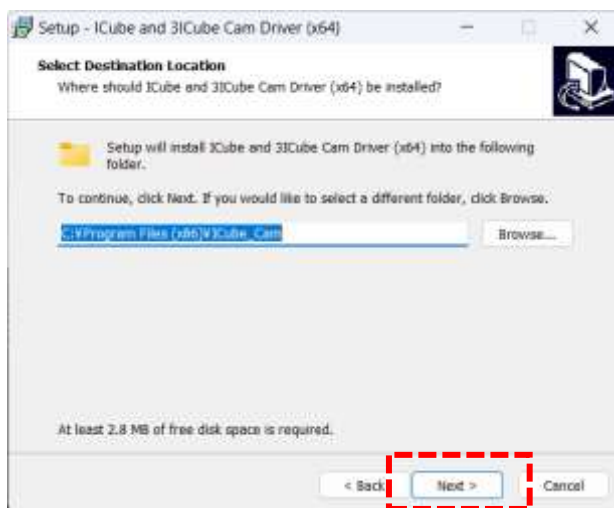 Setup - ICube and 3ICube Cam Driver (x64)
Select Destination Location
Where should ICube and 3ICube Cam Driver (x64) be installed?
Setup will install ICube and 3ICube Cam Driver (x64) into the following
folder.
To continue, click Next. If you would like to select a different folder, click Browse.
C:¥Program Files (x86)¥ICube_Cam
Browse...
At least 2.8 MB of free disk space is required.
< Back
Next >
Cancel